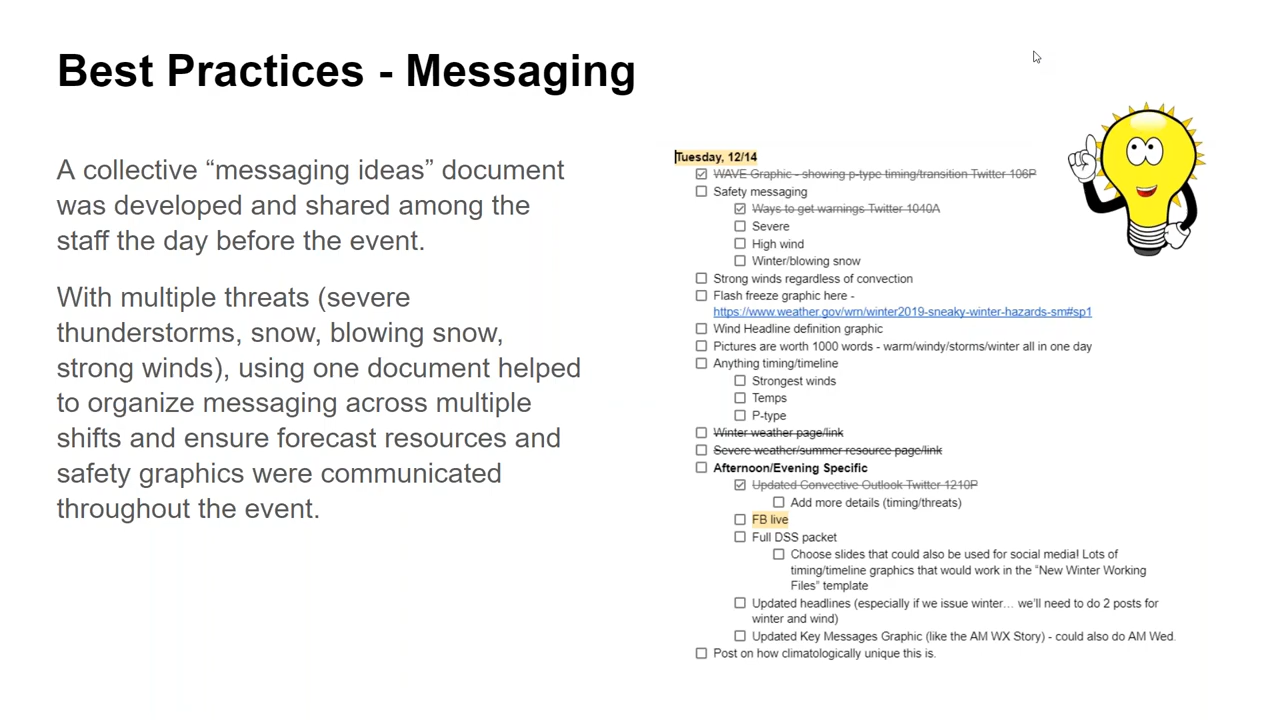 Best Practices - Messaging
A collective “messaging ideas” document
was developed and shared among the
staff the day before the event.
With multiple threats (severe
thunderstorms, snow, blowing snow,
strong winds), using one document helped
to organize messaging across multiple
shifts and ensure forecast resources and
safety graphics were communicated
throughout the event.
Tuesday, 12/14
WAVE Graphic - showing p-type timing/transition Twitter 106P
Safety messaging
Ways to get warnings Twitter 1040A
Severe
High wind
Winter/blowing snow
Strong winds regardless of convection
Flash freeze graphic here -
https://www.weather.gov/wrn/winter2019-sneaky-winter-hazards-sm#sp1
Wind Headline definition graphic
Pictures are worth 1000 words - warm/windy/storms/winter all in one day
Anything timing/timeline
Strongest winds
Temps
P-type
Winter weather page/link
Severe weather/summer resource page/link
Afternoon/Evening Specific
Updated Convective Outlook Twitter 1210P
Add more details (timing/threats)
FB live
Full DSS packet
Choose slides that could also be used for social media! Lots of
timing/timeline graphics that would work in the “New Winter Working
Files” template
Updated headlines (especially if we issue winter… we’ll need to do 2 posts for
winter and wind)
Updated Key Messages Graphic (like the AM WX Story) - could also do AM Wed.
Post on how climatologically unique this is.